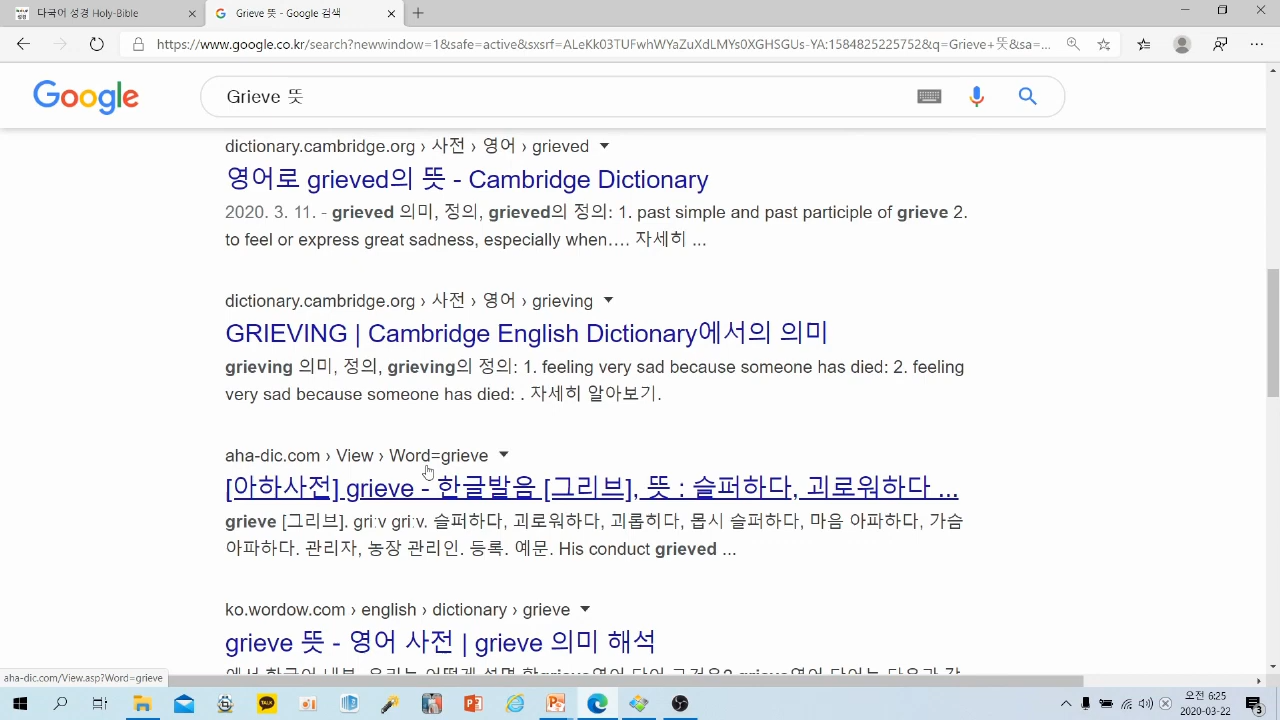 다국어 성경 Holy-Bible
Grieve 뜻 - Google 검색
https://www.google.co.kr/search?newwindow=1&safe=active&sxsrf=ALeKk03TUFwhWYaZuXdLMYs0XGHSGUs-YA:1584825225752&q=Grieve+뜻&sa=...
Google
Grieve 뜻
dictionary.cambridge.org › 사전 › 영어 › grieved
영어로 grieved의 뜻 - Cambridge Dictionary
2020. 3. 11. - grieved 의미, 정의, grieved의 정의: 1. past simple and past participle of grieve 2.
to feel or express great sadness, especially when…. 자세히 ...
dictionary.cambridge.org › 사전 › 영어 › grieving
GRIEVING | Cambridge English Dictionary에서의 의미
grieving 의미, 정의, grieving의 정의: 1. feeling very sad because someone has died: 2. feeling
very sad because someone has died: . 자세히 알아보기.
aha-dic.com › View › Word=grieve
[아하사전] grieve - 한글발음 [그리브], 뜻 : 슬퍼하다, 괴로워하다 ...
grieve [그리브]. griːv griːv. 슬퍼하다, 괴로워하다, 괴롭히다, 몹시 슬퍼하다, 마음 아파하다, 가슴
아파하다. 관리자, 농장 관리인. 등록. 예문. His conduct grieved ...
ko.wordow.com › english › dictionary › grieve
grieve 뜻 - 영어 사전 | grieve 의미 해석
aha-dic.com/View.asp?Word=grieve
TALK
오전 6:25
2020-03-22
3